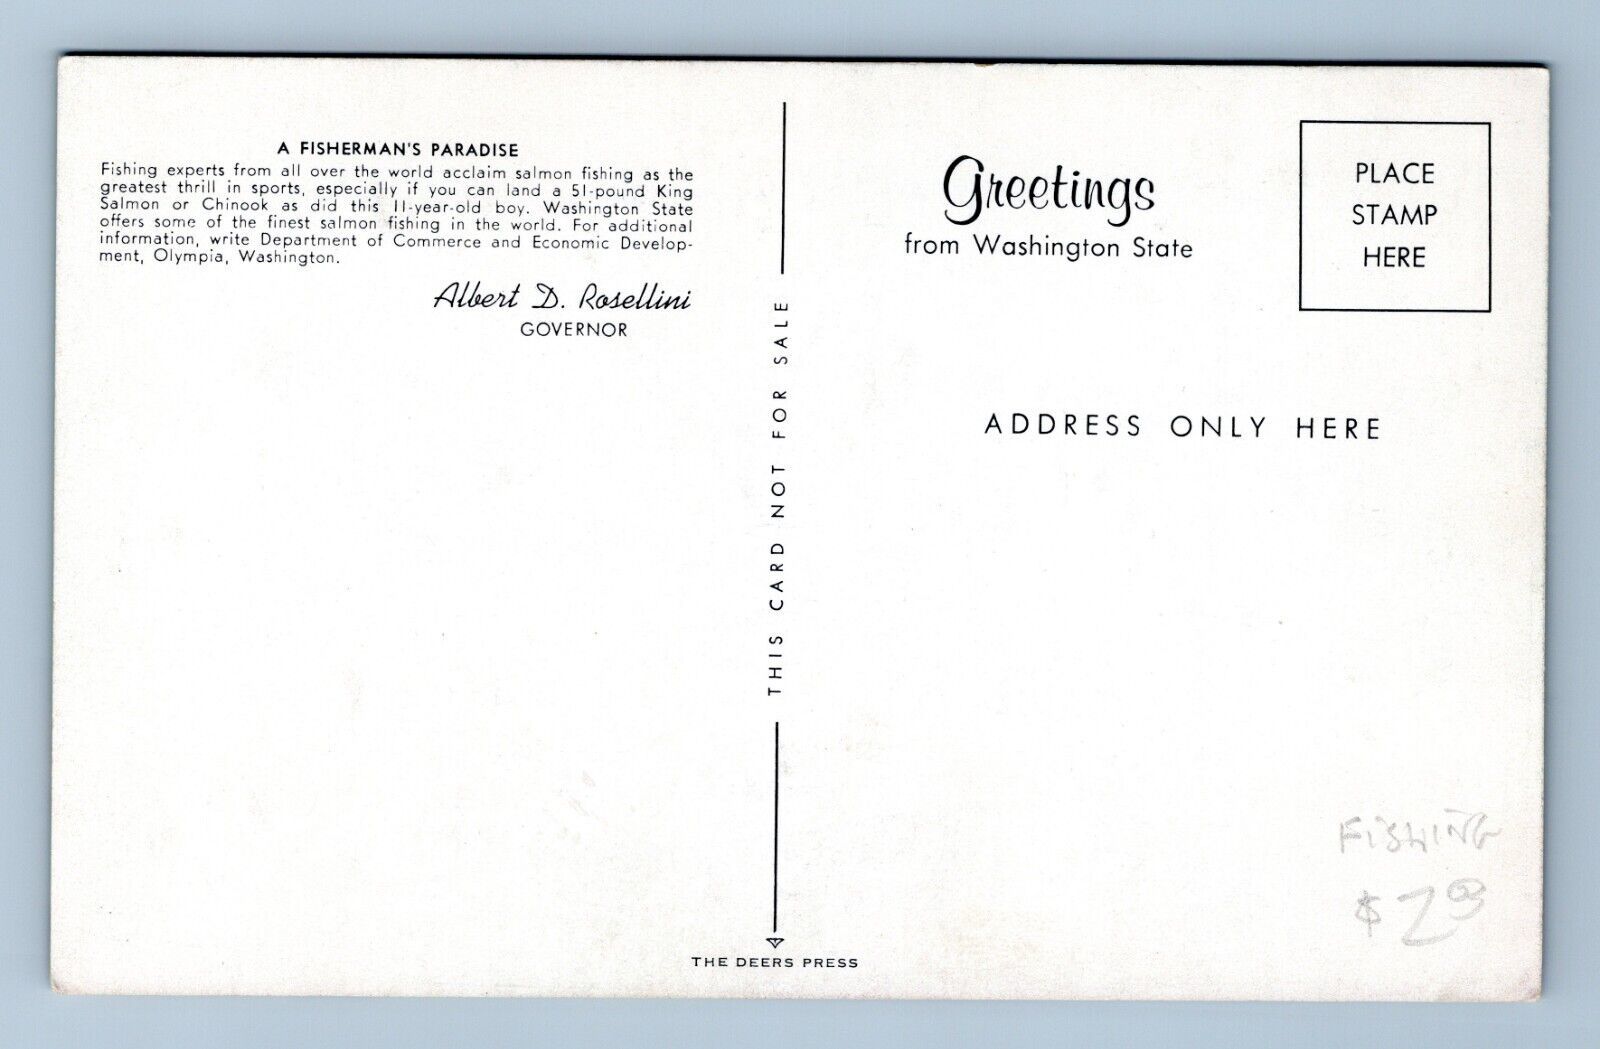 A FISHERMAN'S PARADISE
Fishing experts from all over the world acclaim salmon fishing as the
greatest thrill in sports, especially if you can land a 51-pound King
Salmon or Chinook as did this 11-year-old boy. Washington State
offers some of the finest salmon fishing in the world. For additional
information, write Department of Commerce and Economic Develop-
ment, Olympia, Washington.
Albert D. Rosellini
GOVERNOR
THIS CARD NOT FOR SALE
THE DEERS PRESS
Greetings
from Washington State
PLACE
STAMP
HERE
ADDRESS ONLY HERE
FISHING